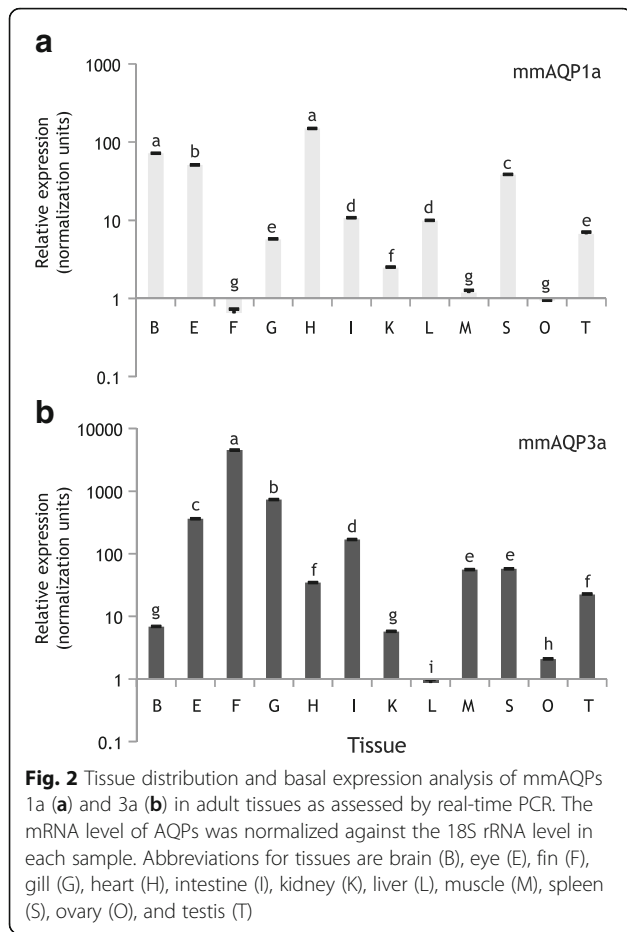 a
1000
mmAQP1a
a
a
100
b
c
Relative expression
(normalization units)
d
d
10
e
e
f
g
g
g
1
B E F G H I K L M S O T
0.1
b
10000
a
mmAQP3a
1000
b
c
d
100
e e
Relative expression
(normalization units)
f
f
10
g
g
h
i
1
B E F G H I K L M S O T
0.1
Tissue
Fig. 2 Tissue distribution and basal expression analysis of mmAQPs
1a (a) and 3a (b) in adult tissues as assessed by real-time PCR. The
mRNA level of AQPs was normalized against the 18S rRNA level in
each sample. Abbreviations for tissues are brain (B), eye (E), fin (F),
gill (G), heart (H), intestine (I), kidney (K), liver (L), muscle (M), spleen
(S), ovary (O), and testis (T)